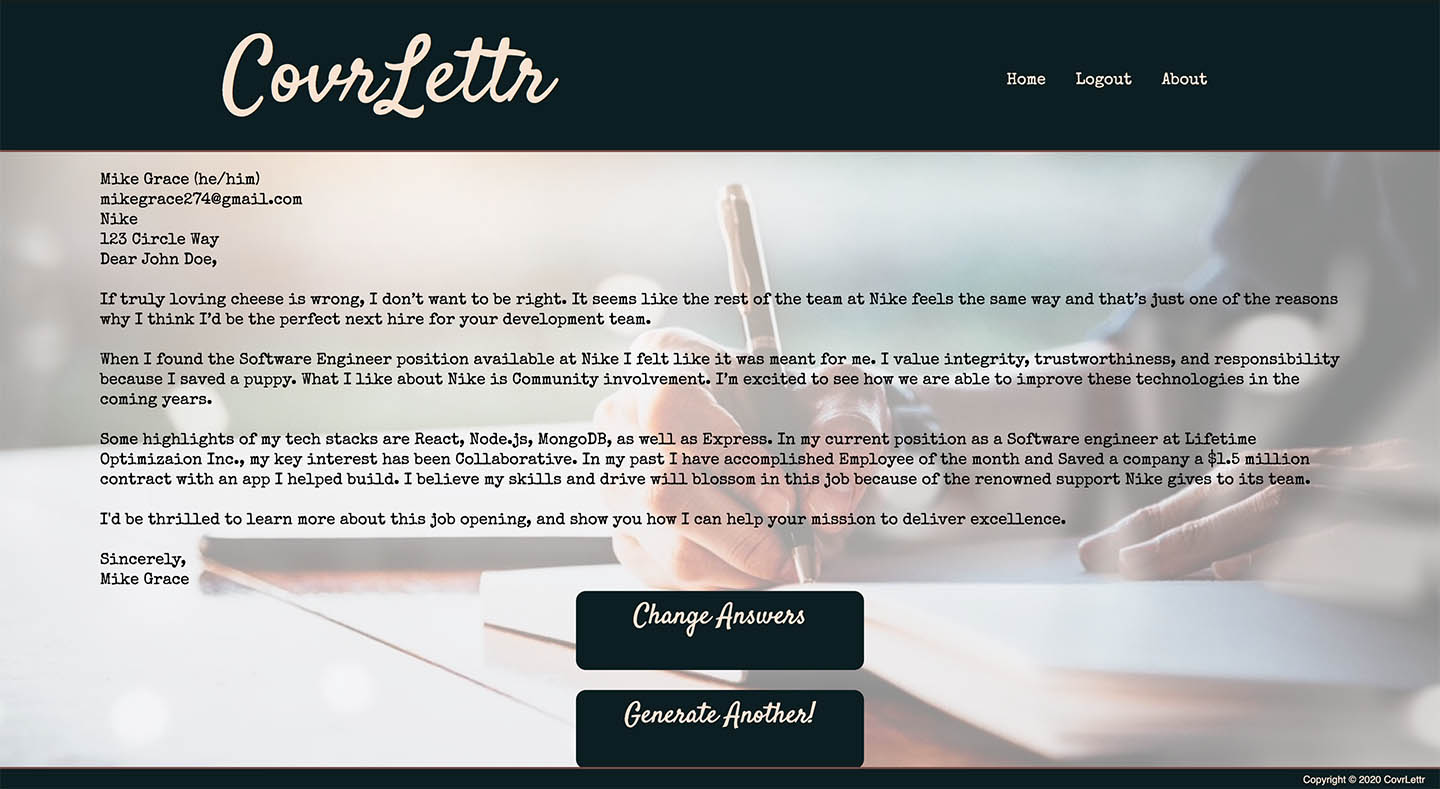 CovrLettr
Home Logout About
Mike Grace (he/him)
mikegrace274@gmail.com
Nike
123 Circle Way
Dear John Doe,
If truly loving cheese is wrong, I don’t want to be right. It seems like the rest of the team at Nike feels the same way and that’s just one of the reasons
why I think I’d be the perfect next hire for your development team.
When I found the Software Engineer position available at Nike I felt like it was meant for me. I value integrity, trustworthiness, and responsibility
because I saved a puppy. What I like about Nike is Community involvement. I’m excited to see how we are able to improve these technologies in the
coming years.
Some highlights of my tech stacks are React, Node.js, MongoDB, as well as Express. In my current position as a Software engineer at Lifetime
Optimizaion Inc., my key interest has been Collaborative. In my past I have accomplished Employee of the month and Saved a company a $1.5 million
contract with an app I helped build. I believe my skills and drive will blossom in this job because of the renowned support Nike gives to its team.
I'd be thrilled to learn more about this job opening, and show you how I can help your mission to deliver excellence.
Sincerely,
Mike Grace
Change Answers
Generate Another!
Copyright © 2020 CovrLettr